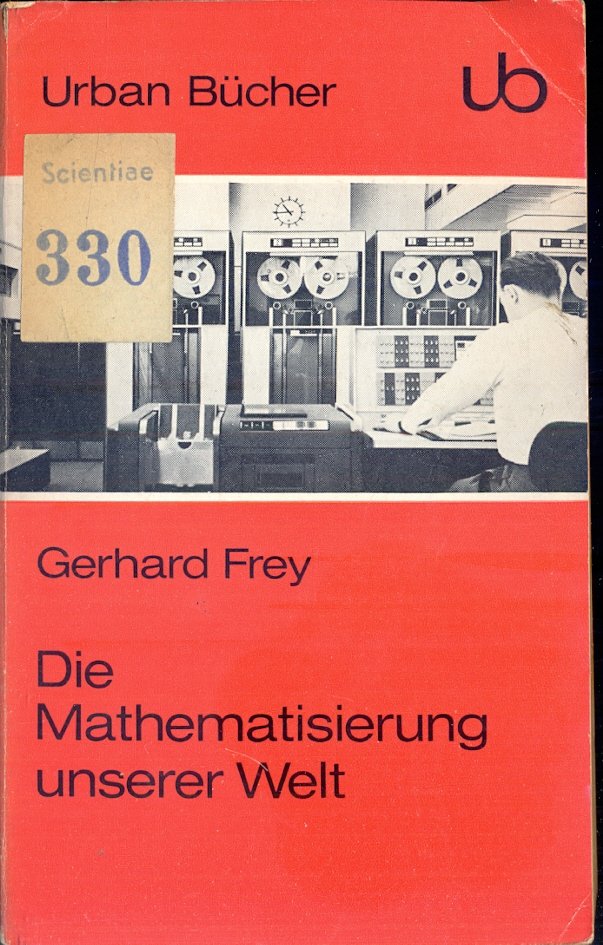 Urban Bücher
ub
Scientiae
330
Gerhard Frey
Die
Mathematisierung
unserer Welt